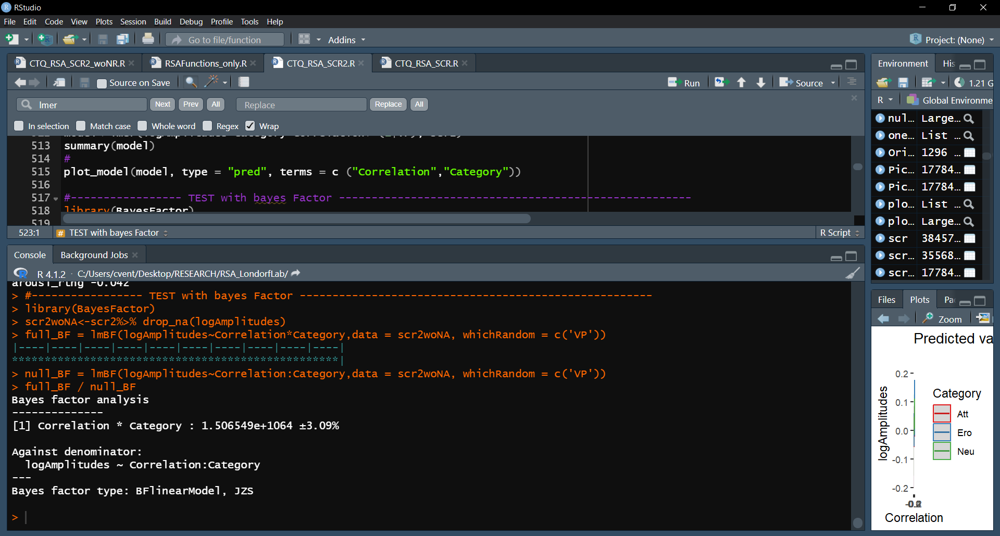 RStudio
File Edit Code View Plots Session Build Debug Profile Tools Help
Go to file/function Addins Project: (None)
CTQ_RSA_SCR2_woNR.R RSAFunctions_only.R CTQ_RSA_SCR2.R CTQ_RSA_SCR.R
Source on Save Run Source
lmer Next Prev All Replace Replace All
In selection Match case Whole word Regex Wrap
513 summary(model)
514 #
515 plot_model(model, type = "pred", terms = c ("Correlation","Category"))
516
517 #----------------- TEST with bayes Factor ------------------------------------------------------
518 library(BayesFactor)
519
523:1 TEST with bayes Factor R Script
Console Background Jobs
R 4.1.2 · C:/Users/cvent/Desktop/RESEARCH/RSA_LondorfLab/
arousl_rtng -0.042
> #----------------- TEST with bayes Factor ------------------------------------------------------
> library(BayesFactor)
> scr2woNA<-scr2%>% drop_na(logAmplitudes)
> full_BF = lmBF(logAmplitudes~Correlation*Category,data = scr2woNA, whichRandom = c('VP'))
|----|----|----|----|----|----|----|----|----|----|
**************************************************|
> null_BF = lmBF(logAmplitudes~Correlation:Category,data = scr2woNA, whichRandom = c('VP'))
> full_BF / null_BF
Bayes factor analysis
--------------
[1] Correlation * Category : 1.506549e+1064 ±3.09%
Against denominator:
logAmplitudes ~ Correlation:Category
---
Bayes factor type: BFlinearModel, JZS
>
Environment His
1.21 G
R Global Environme
nul... Large...
one... List ...
Ori... 1296 ...
Pic... 17784...
Pic... 17784...
plo... List ...
plo... Large...
scr 38457...
scr... 35568...
scr... 17784...
Files Plots Pac
Zoom
Predicted va
logAmplitudes
0.2
0.1
0.0
-0.1
-0.2
Category
Att
Ero
Neu
Correlation